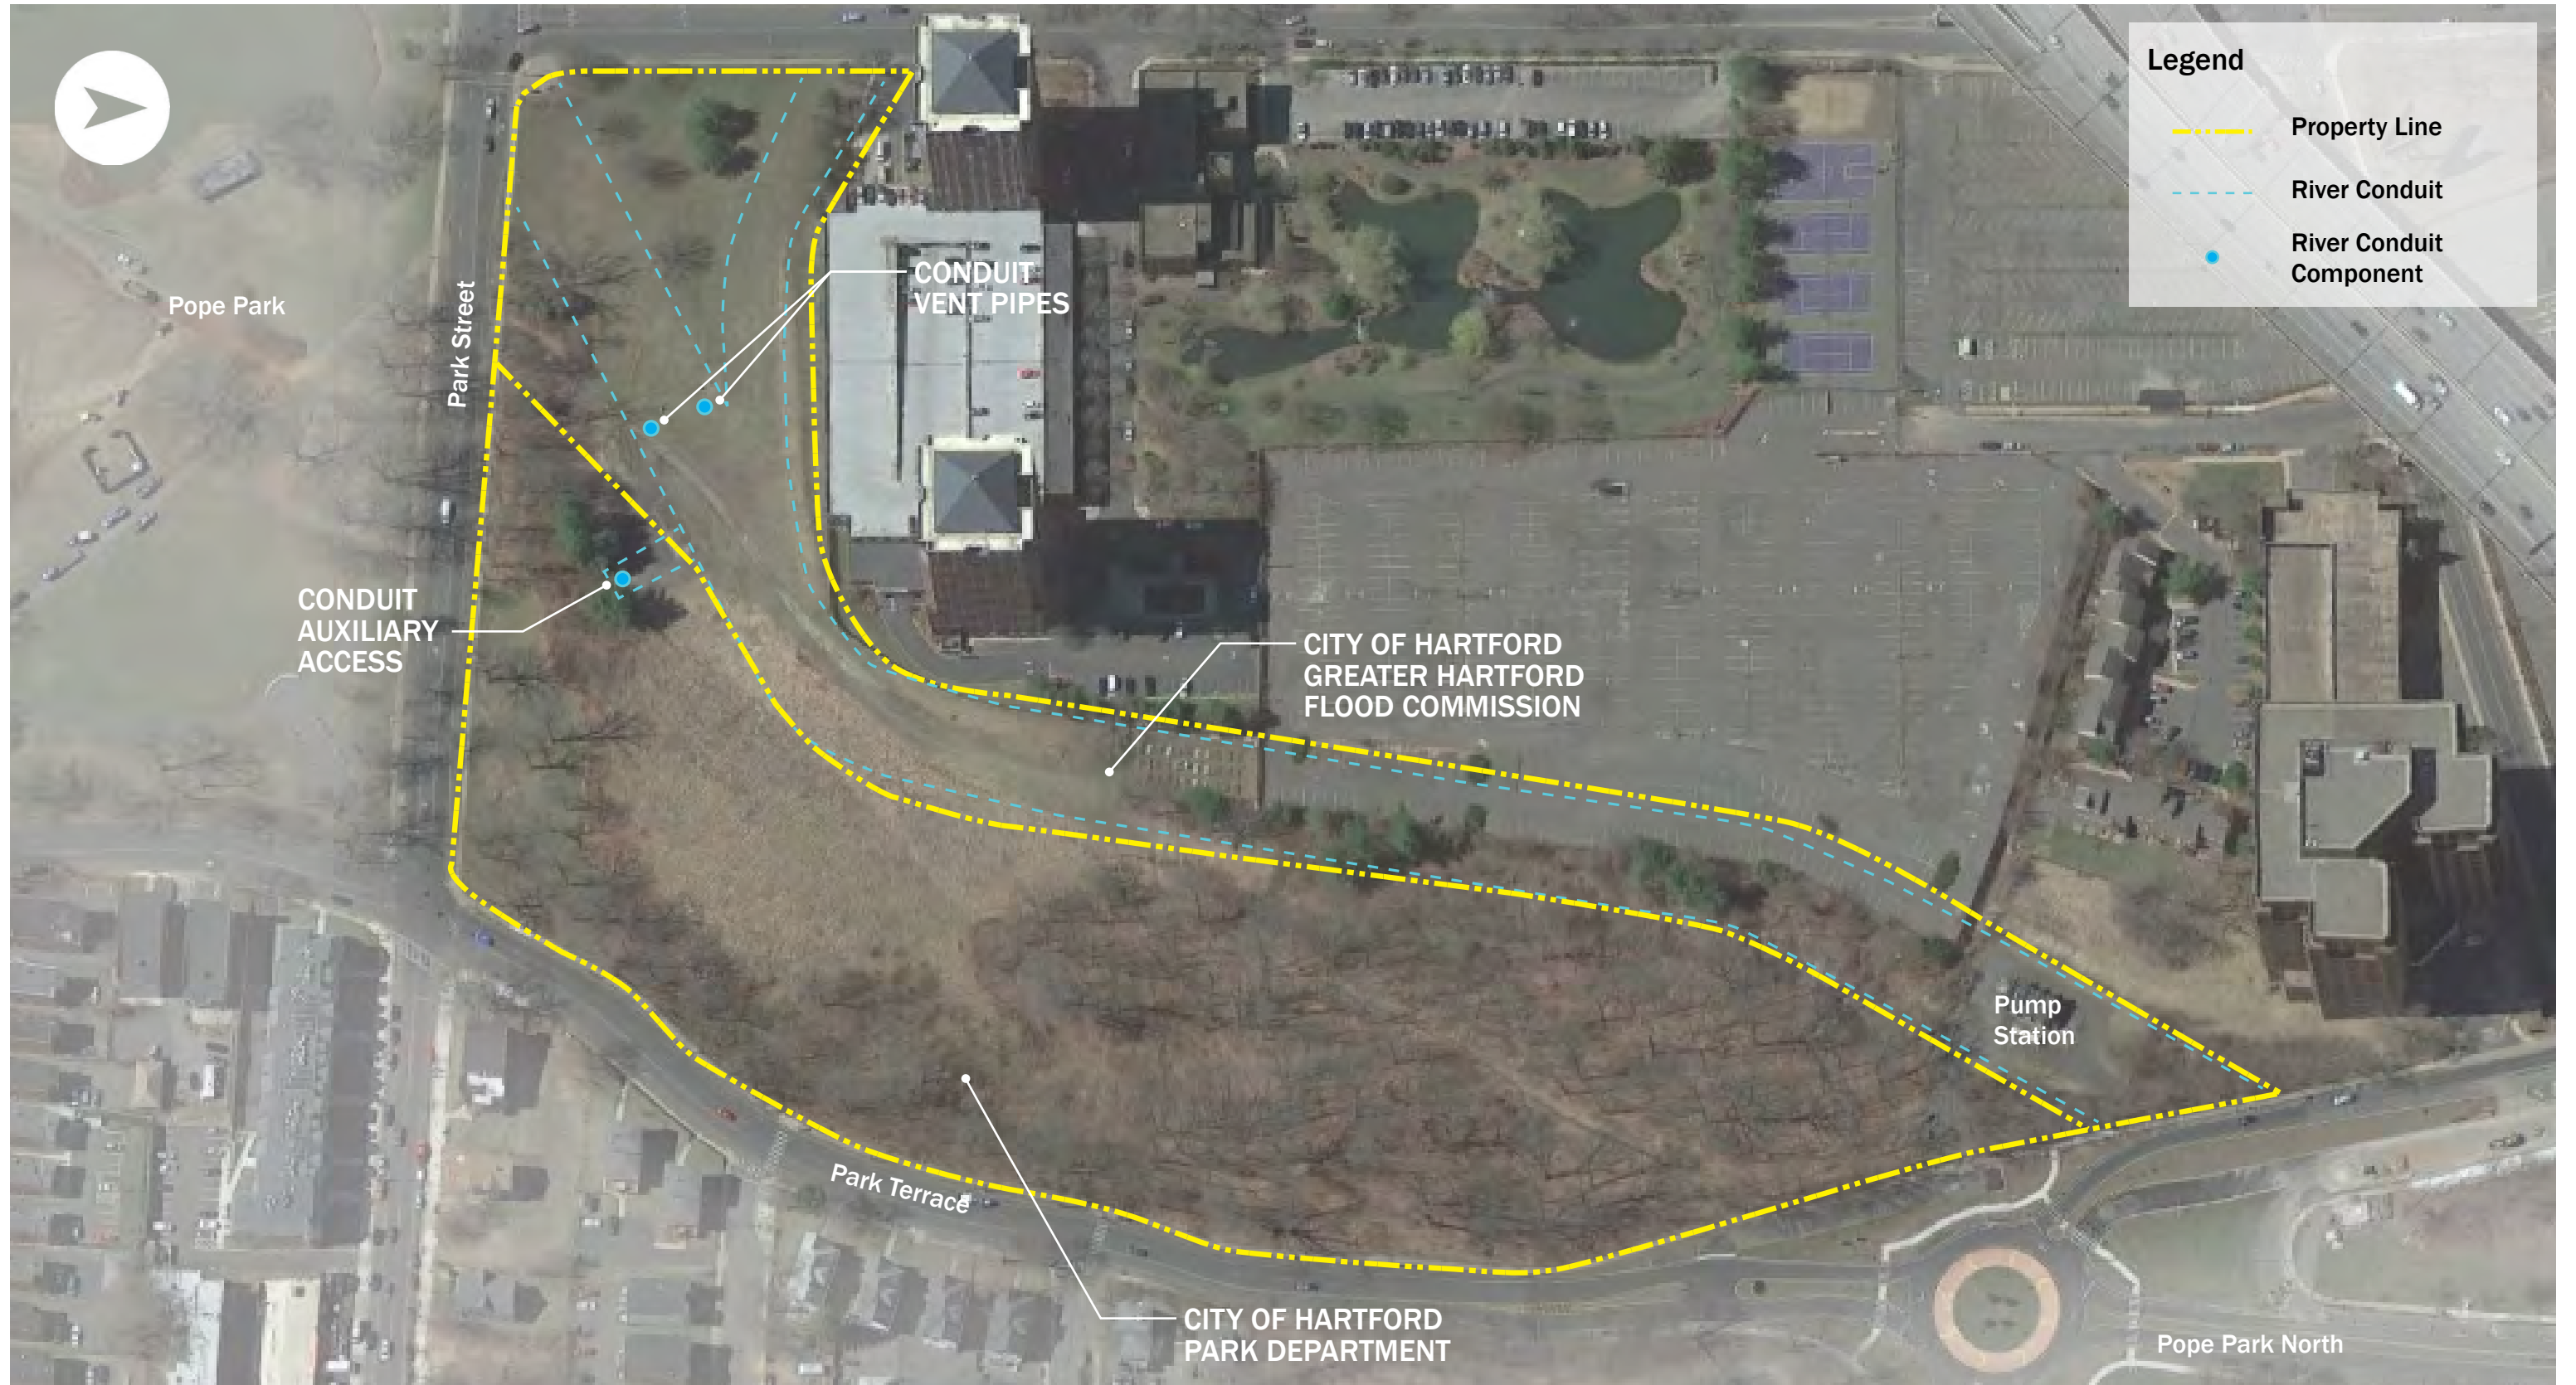 Legend
Property Line
River Conduit
River Conduit
Component
Pope Park
Park Street
CONDUIT
VENT PIPES
CONDUIT
AUXILIARY
ACCESS
CITY OF HARTFORD
GREATER HARTFORD
FLOOD COMMISSION
Pump
Station
Park Terrace
CITY OF HARTFORD
PARK DEPARTMENT
Pope Park North